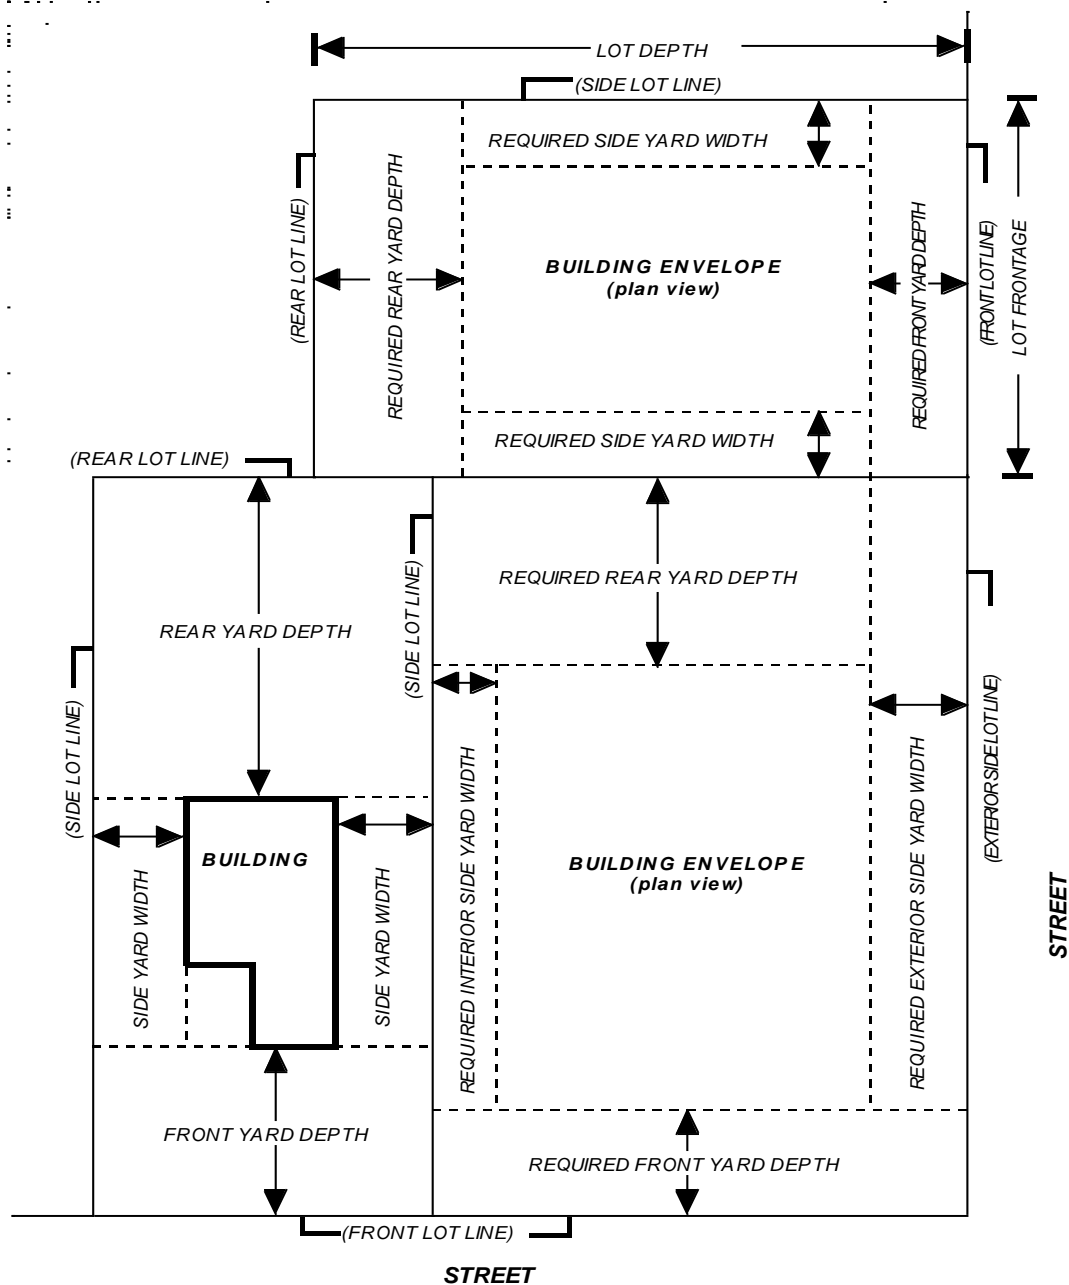 LOT DEPTH
(SIDE LOT LINE)
REQUIRED SIDE YARD WIDTH
(REAR LOT LINE)
REQUIRED REAR YARD DEPTH
BUILDING ENVELOPE
(plan view)
REQUIRED FRONT YARD DEPTH
(FRONT LOT LINE)
LOT FRONTAGE
REQUIRED SIDE YARD WIDTH
(REAR LOT LINE)
(SIDE LOT LINE)
REQUIRED REAR YARD DEPTH
REAR YARD DEPTH
(SIDE LOT LINE)
(EXTERIOR SIDE LOT LINE)
BUILDING
SIDE YARD WIDTH
SIDE YARD WIDTH
REQUIRED INTERIOR SIDE YARD WIDTH
BUILDING ENVELOPE
(plan view)
REQUIRED EXTERIOR SIDE YARD WIDTH
STREET
FRONT YARD DEPTH
REQUIRED FRONT YARD DEPTH
(FRONT LOT LINE)
STREET